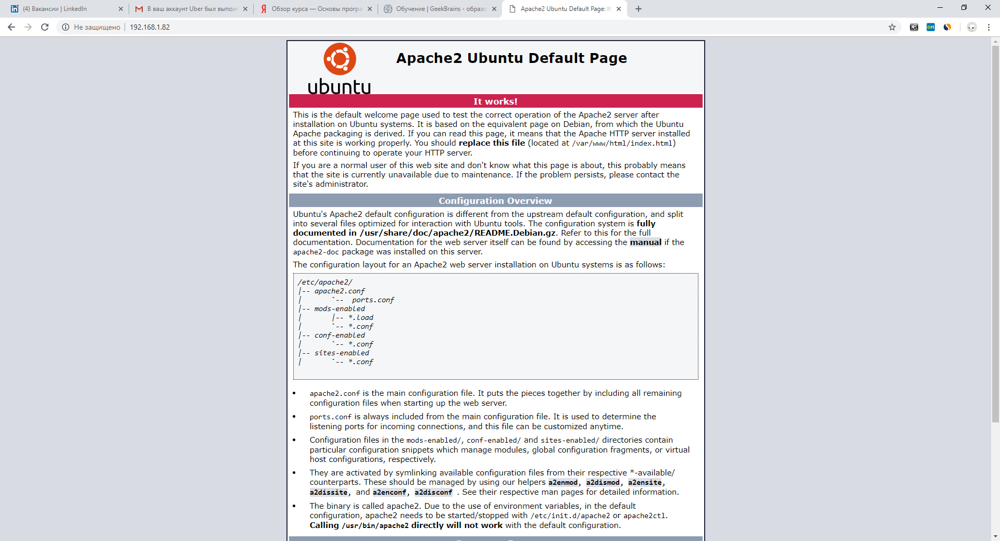 (4) Вакансии | LinkedIn
В ваш аккаунт Uber был выполн
Обзор курса — Основы програ
Обучение | GeekBrains - образо
Apache2 Ubuntu Default Page: It
Не защищено
192.168.1.82
on
ubuntu
Apache2 Ubuntu Default Page
It works!
This is the default welcome page used to test the correct operation of the Apache2 server after
installation on Ubuntu systems. It is based on the equivalent page on Debian, from which the Ubuntu
Apache packaging is derived. If you can read this page, it means that the Apache HTTP server installed
at this site is working properly. You should replace this file (located at /var/www/html/index.html)
before continuing to operate your HTTP server.
If you are a normal user of this web site and don't know what this page is about, this probably means
that the site is currently unavailable due to maintenance. If the problem persists, please contact the
site's administrator.
Configuration Overview
Ubuntu's Apache2 default configuration is different from the upstream default configuration, and split
into several files optimized for interaction with Ubuntu tools. The configuration system is fully
documented in /usr/share/doc/apache2/README.Debian.gz. Refer to this for the full
documentation. Documentation for the web server itself can be found by accessing the manual if the
apache2-doc package was installed on this server.
The configuration layout for an Apache2 web server installation on Ubuntu systems is as follows:
/etc/apache2/
|-- apache2.conf
|       `--  ports.conf
|-- mods-enabled
|       |-- *.load
|       `-- *.conf
|-- conf-enabled
|       `-- *.conf
|-- sites-enabled
|       `-- *.conf
• apache2.conf is the main configuration file. It puts the pieces together by including all remaining
configuration files when starting up the web server.
• ports.conf is always included from the main configuration file. It is used to determine the
listening ports for incoming connections, and this file can be customized anytime.
• Configuration files in the mods-enabled/, conf-enabled/ and sites-enabled/ directories contain
particular configuration snippets which manage modules, global configuration fragments, or virtual
host configurations, respectively.
• They are activated by symlinking available configuration files from their respective *-available/
counterparts. These should be managed by using our helpers a2enmod, a2dismod, a2ensite,
a2dissite, and a2enconf, a2disconf . See their respective man pages for detailed information.
• The binary is called apache2. Due to the use of environment variables, in the default
configuration, apache2 needs to be started/stopped with /etc/init.d/apache2 or apache2ctl.
Calling /usr/bin/apache2 directly will not work with the default configuration.